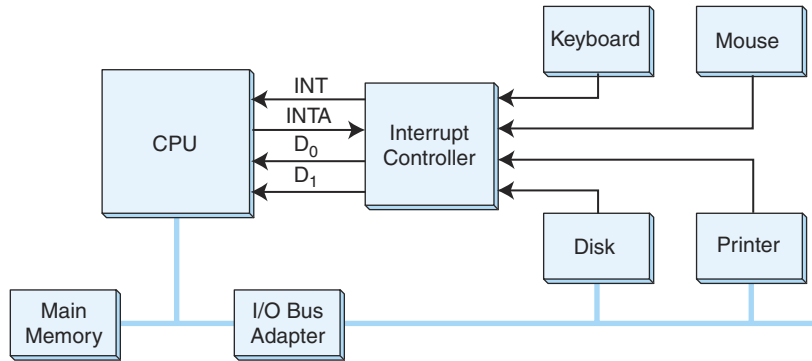 Keyboard
Mouse
CPU
INT
INTA
D₀
D₁
Interrupt
Controller
Disk
Printer
Main
Memory
I/O Bus
Adapter